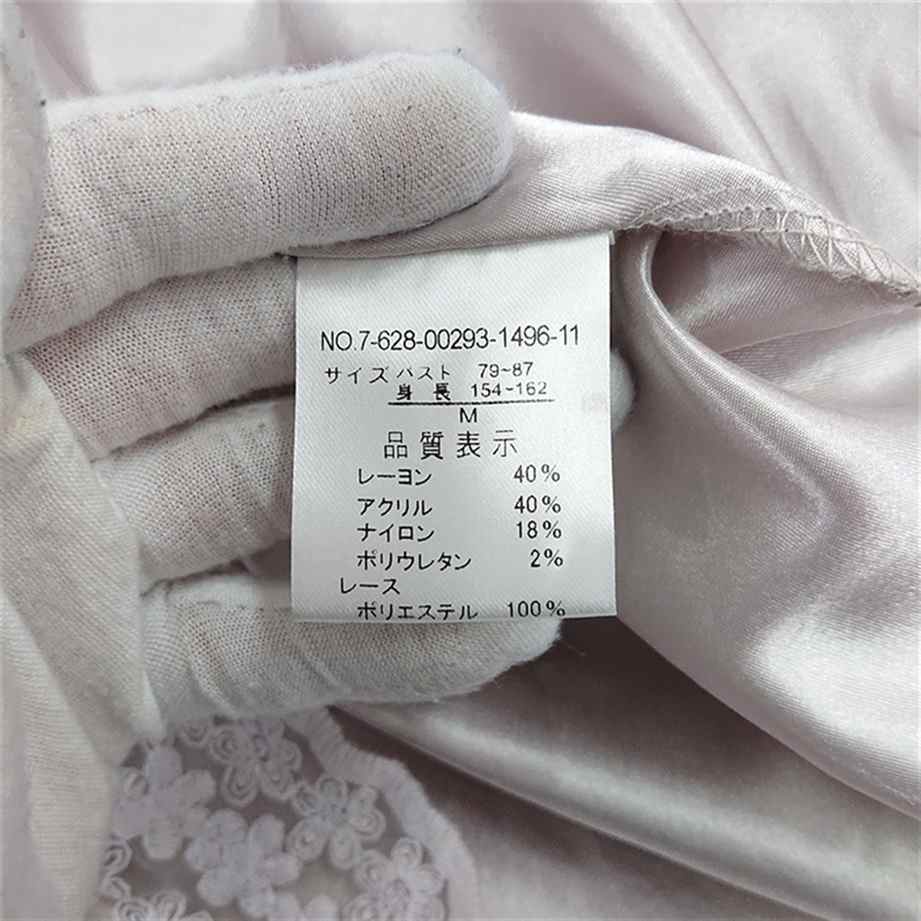 NO.7-628-00293-1496-11
サイズ バスト 79~87
身長 154~162
M
品質表示
レーヨン 40%
アクリル 40%
ナイロン 18%
ポリウレタン 2%
レース
ポリエステル 100%